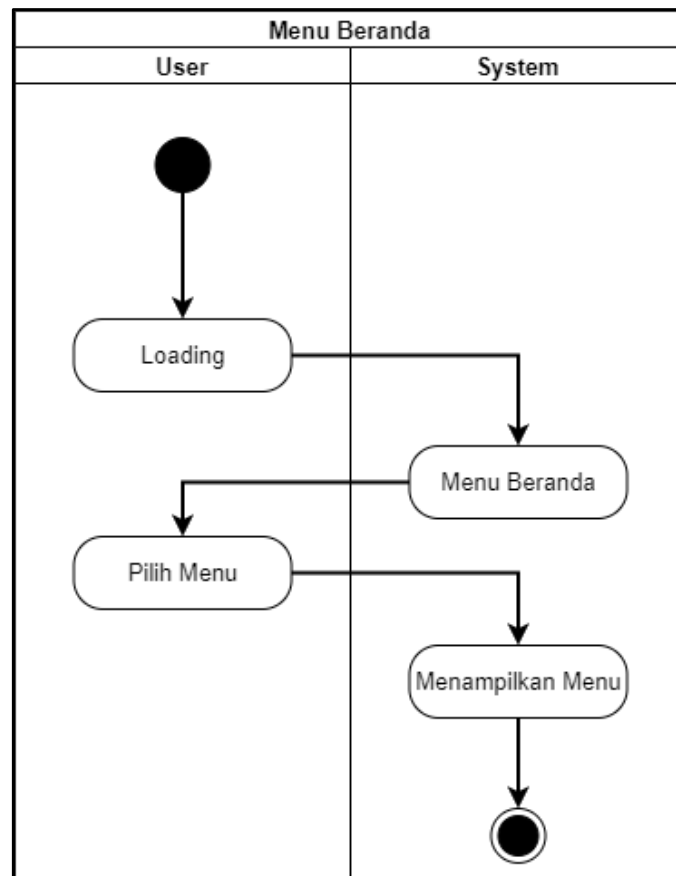 Menu Beranda
User
System
Loading
Menu Beranda
Pilih Menu
Menampilkan Menu